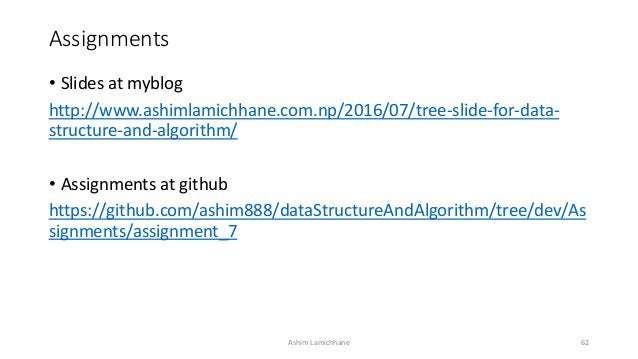 Assignments
• Slides at myblog
http://www.ashimlamichhane.com.np/2016/07/tree-slide-for-data-
structure-and-algorithm/
• Assignments at github
https://github.com/ashim888/dataStructureAndAlgorithm/tree/dev/As
signments/assignment_7
Ashim Lamichhane 62